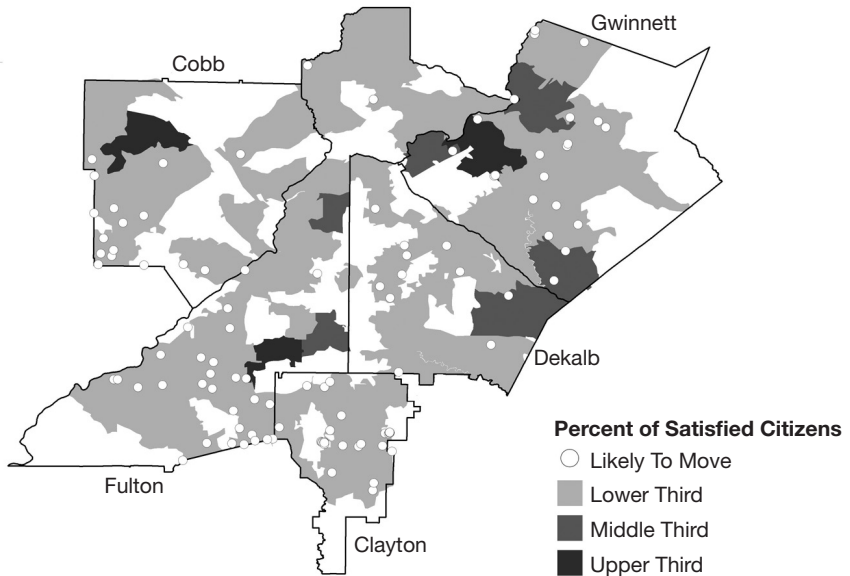 Gwinnett
Cobb
Dekalb
Fulton
Clayton
Percent of Satisfied Citizens
Likely To Move
Lower Third
Middle Third
Upper Third